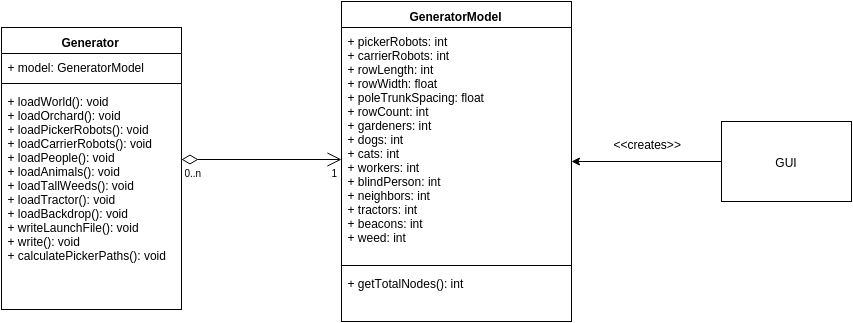 Generator
+ model: GeneratorModel
+ loadWorld(): void
+ loadOrchard(): void
+ loadPickerRobots(): void
+ loadCarrierRobots(): void
+ loadPeople(): void
+ loadAnimals(): void
+ loadTallWeeds(): void
+ loadTractor(): void
+ loadBackdrop(): void
+ writeLaunchFile(): void
+ write(): void
+ calculatePickerPaths(): void
0..n
1
GeneratorModel
+ pickerRobots: int
+ carrierRobots: int
+ rowLength: int
+ rowWidth: float
+ poleTrunkSpacing: float
+ rowCount: int
+ gardeners: int
+ dogs: int
+ cats: int
+ workers: int
+ blindPerson: int
+ neighbors: int
+ tractors: int
+ beacons: int
+ weed: int
+ getTotalNodes(): int
<<creates>>
GUI